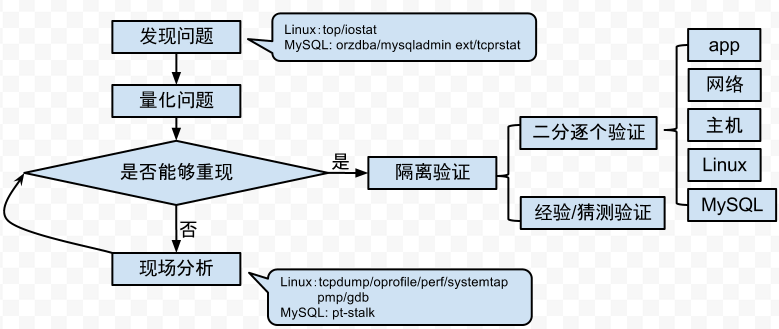 发现问题
Linux：top/iostat
MySQL: orzdba/mysqladmin ext/tcprstat
量化问题
是否能够重现
是
否
隔离验证
二分逐个验证
经验/猜测验证
app
网络
主机
Linux
MySQL
现场分析
Linux：tcpdump/oprofile/perf/systemtap
pmp/gdb
MySQL: pt-stalk